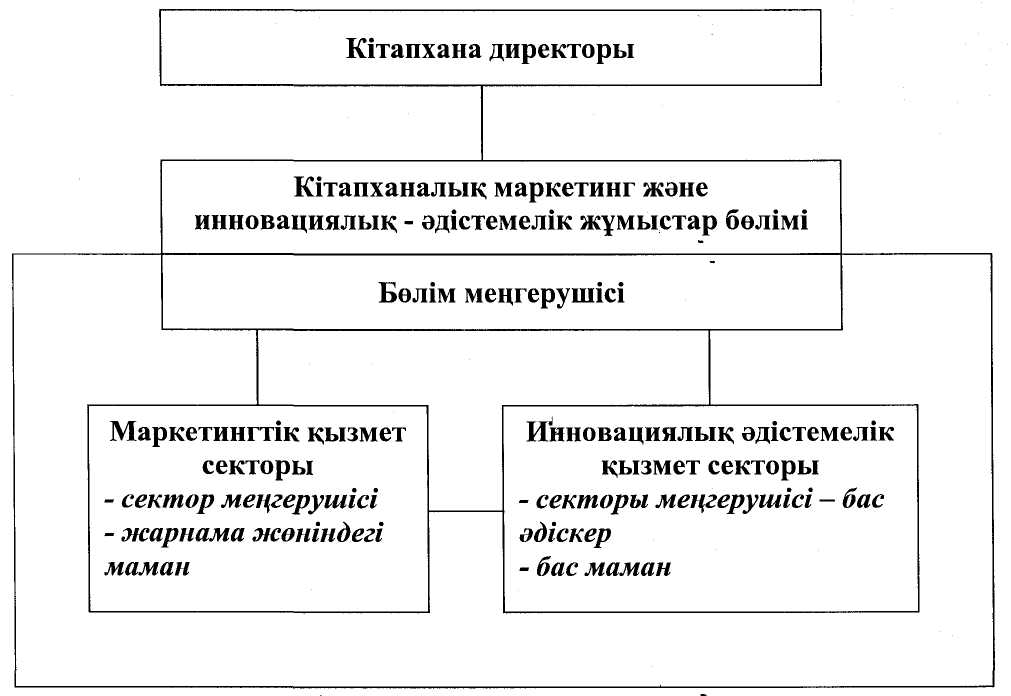 Кітапхана директоры
Кітапханалық маркетинг және
инновациялық - әдістемелік жұмыстар бөлімі
Бөлім меңгерушісі
Маркетингтік қызмет
секторы
- сектор меңгерушісі
- жарнама жөніндегі
маман
Инновациялық әдістемелік
қызмет секторы
- секторы меңгерушісі – бас
әдіскер
- бас маман